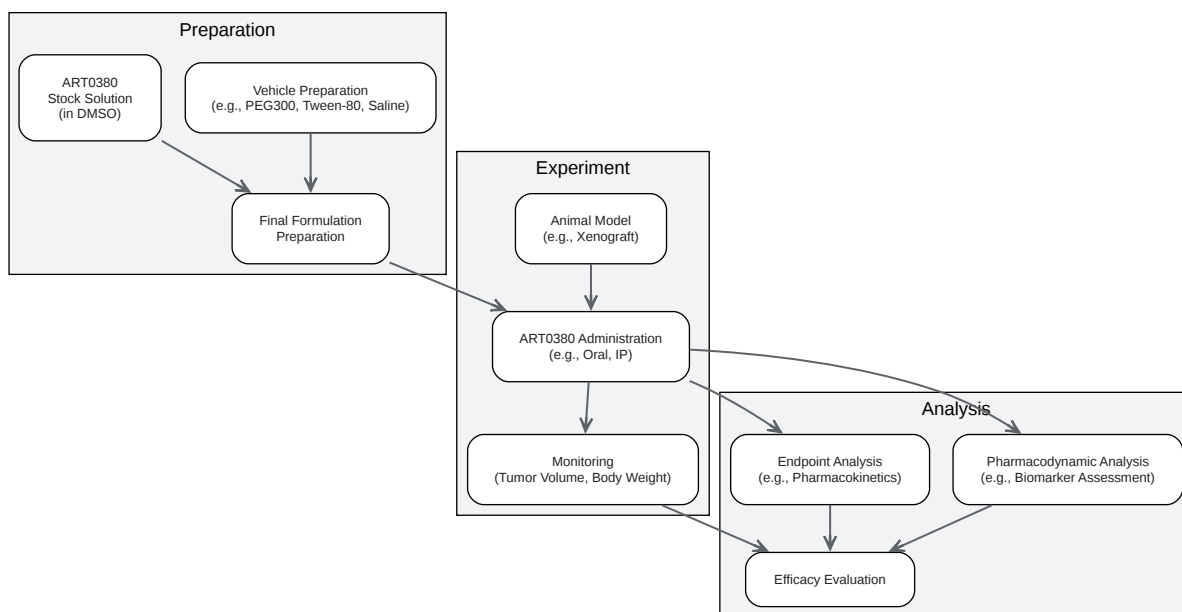 Preparation
ART0380
Stock Solution
(in DMSO)
Vehicle Preparation
(e.g., PEG300, Tween-80, Saline)
Final Formulation
Preparation
Experiment
Animal Model
(e.g., Xenograft)
ART0380 Administration
(e.g., Oral, IP)
Monitoring
(Tumor Volume, Body Weight)
Analysis
Endpoint Analysis
(e.g., Pharmacokinetics)
Pharmacodynamic Analysis
(e.g., Biomarker Assessment)
Efficacy Evaluation